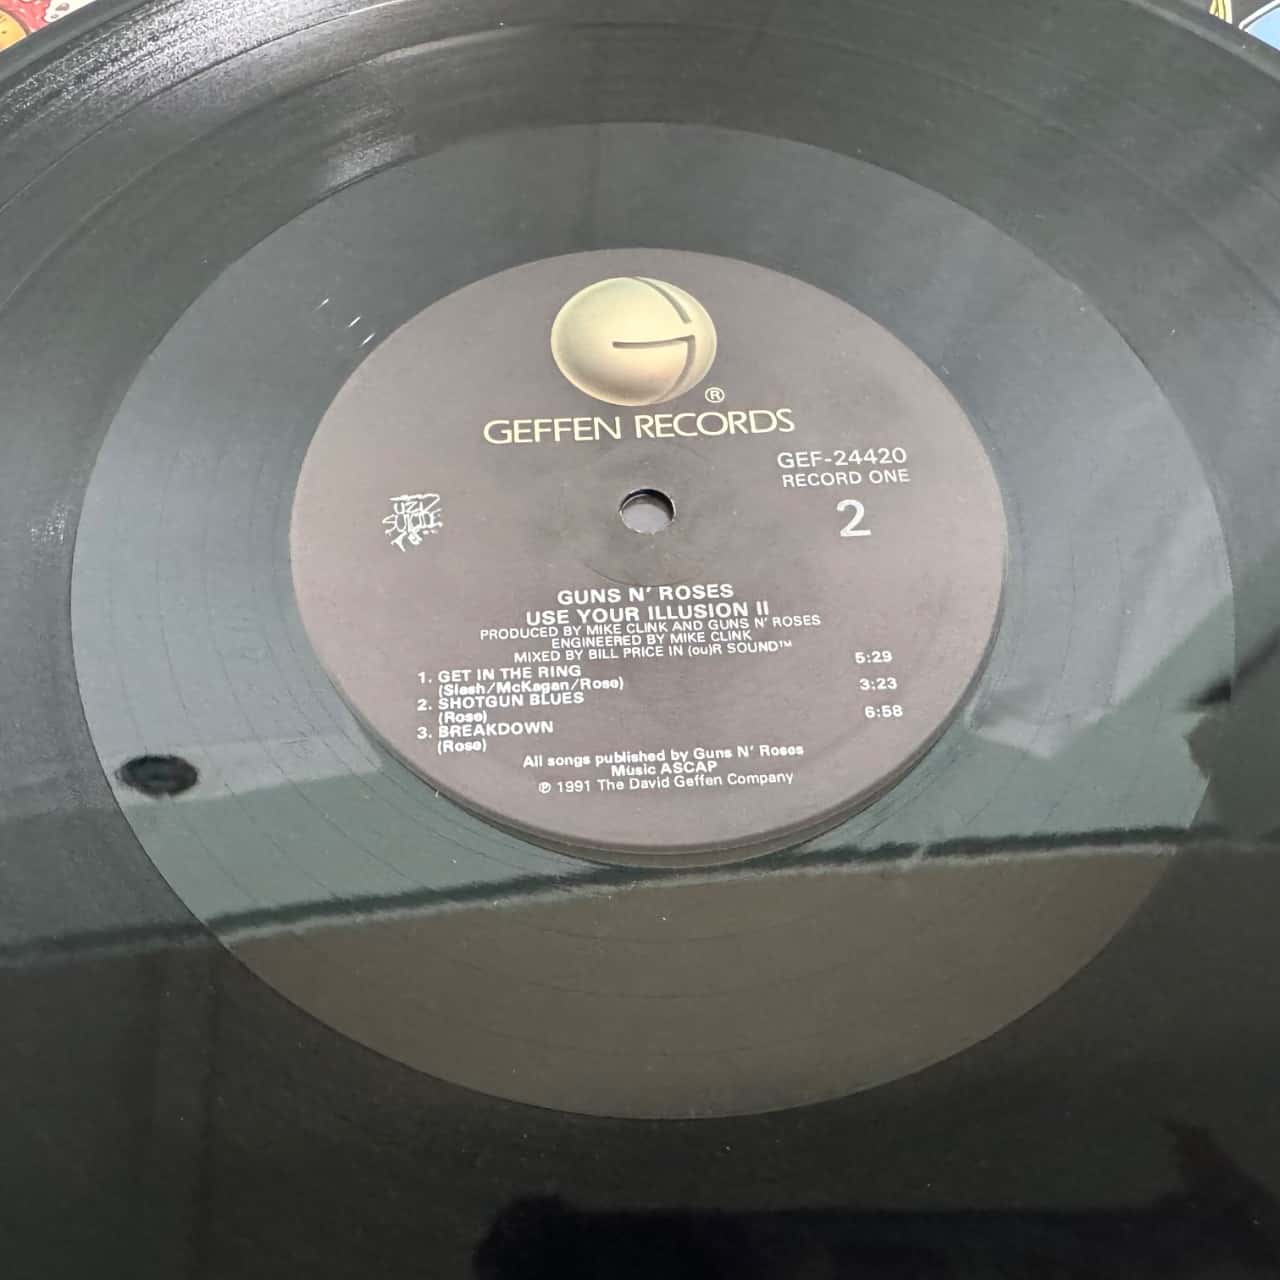 ®
GEFFEN RECORDS
GEF-24420
RECORD ONE
2
GUNS N' ROSES
USE YOUR ILLUSION II
PRODUCED BY MIKE CLINK AND GUNS N' ROSES
ENGINEERED BY MIKE CLINK
MIXED BY BILL PRICE IN (ou)R SOUND™
1. GET IN THE RING 5:29
(Slash/McKagan/Rose)
2. SHOTGUN BLUES 3:23
(Rose)
3. BREAKDOWN 6:58
(Rose)
All songs published by Guns N' Roses
Music ASCAP
℗ 1991 The David Geffen Company